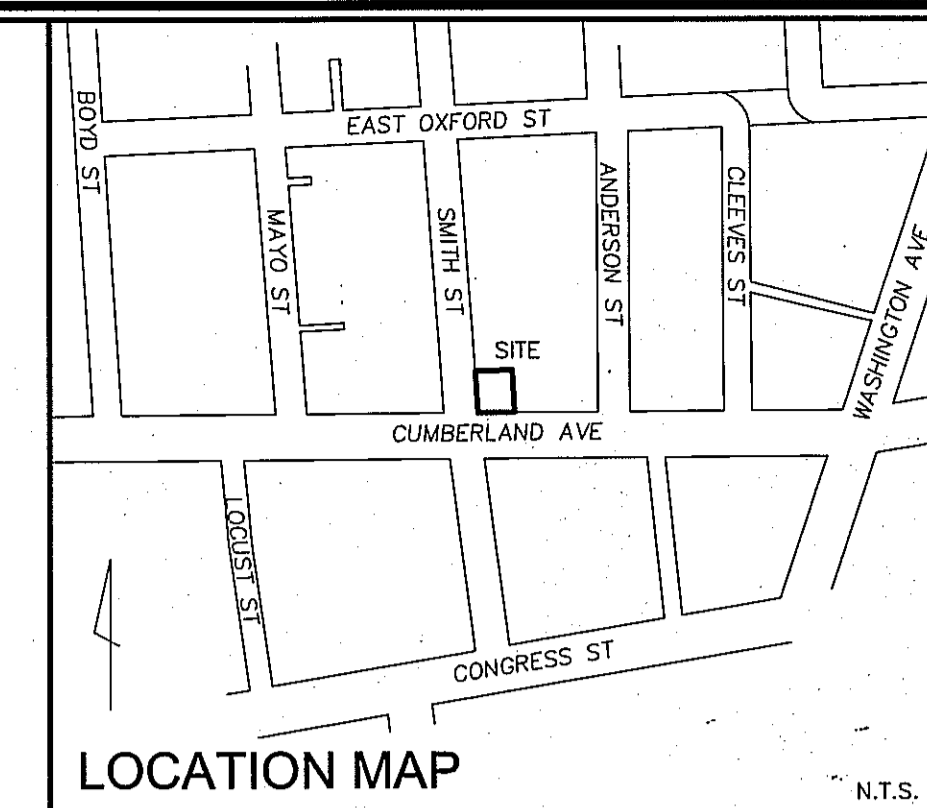 BOYD ST
EAST OXFORD ST
MAYO ST
SMITH ST
ANDERSON ST
CLEEVES ST
WASHINGTON AVE
SITE
CUMBERLAND AVE
LOCUST ST
CONGRESS ST
LOCATION MAP
N.T.S.